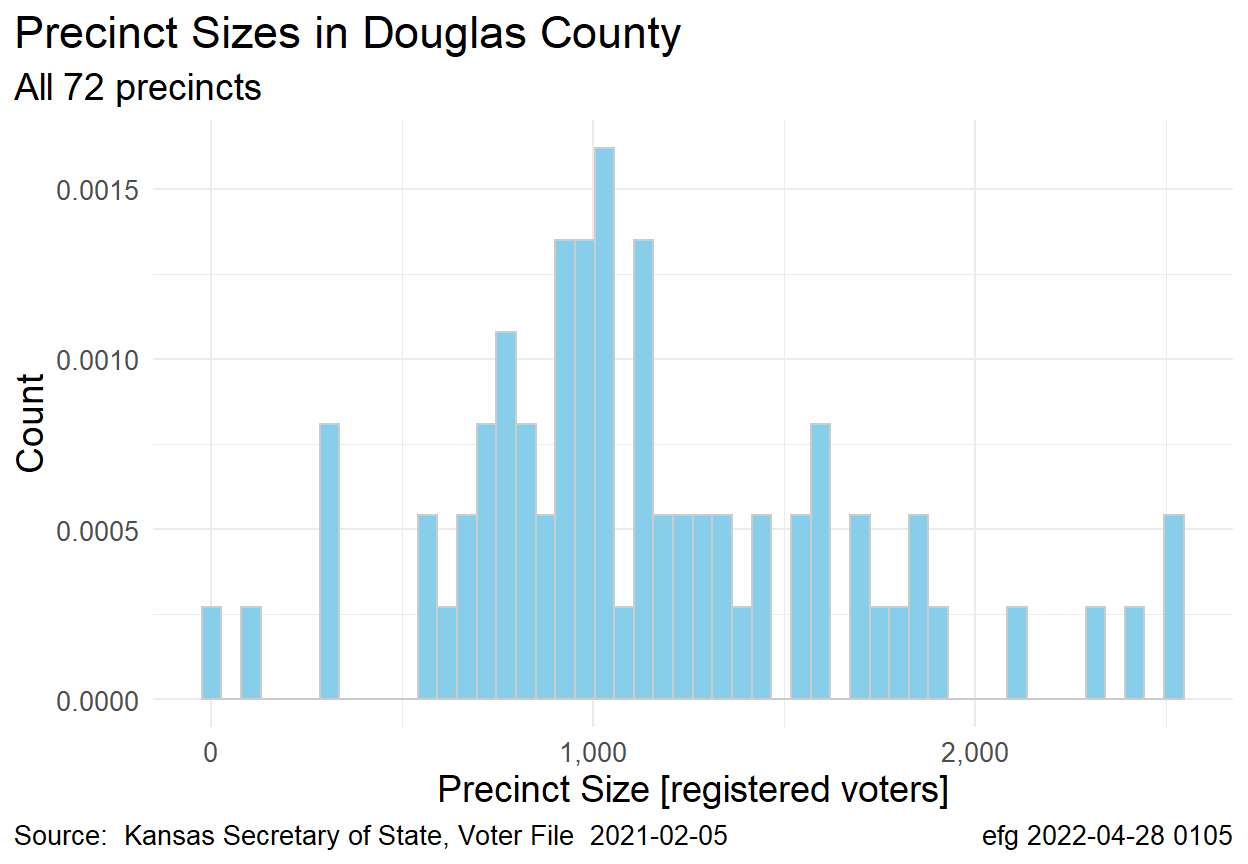 Precinct Sizes in Douglas County
All 72 precincts
0.0015
0.0010
0.0005
0.0000
Count
0 1,000 2,000
Precinct Size [registered voters]
Source:  Kansas Secretary of State, Voter File  2021-02-05 efg 2022-04-28 0105